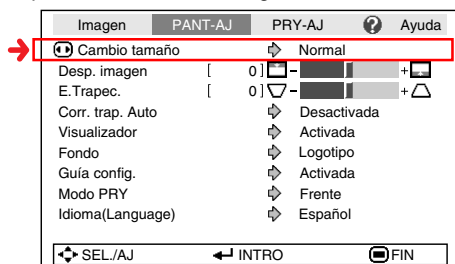 Imagen PANT-AJ PRY-AJ ? Ayuda
Cambio tamaño Normal
Desp. imagen [ 0] - +
E.Trapec. [ 0] - +
Corr. trap. Auto Desactivada
Visualizador Activada
Fondo Logotipo
Guía config. Activada
Modo PRY Frente
Idioma(Language) Español
SEL./AJ INTRO FIN